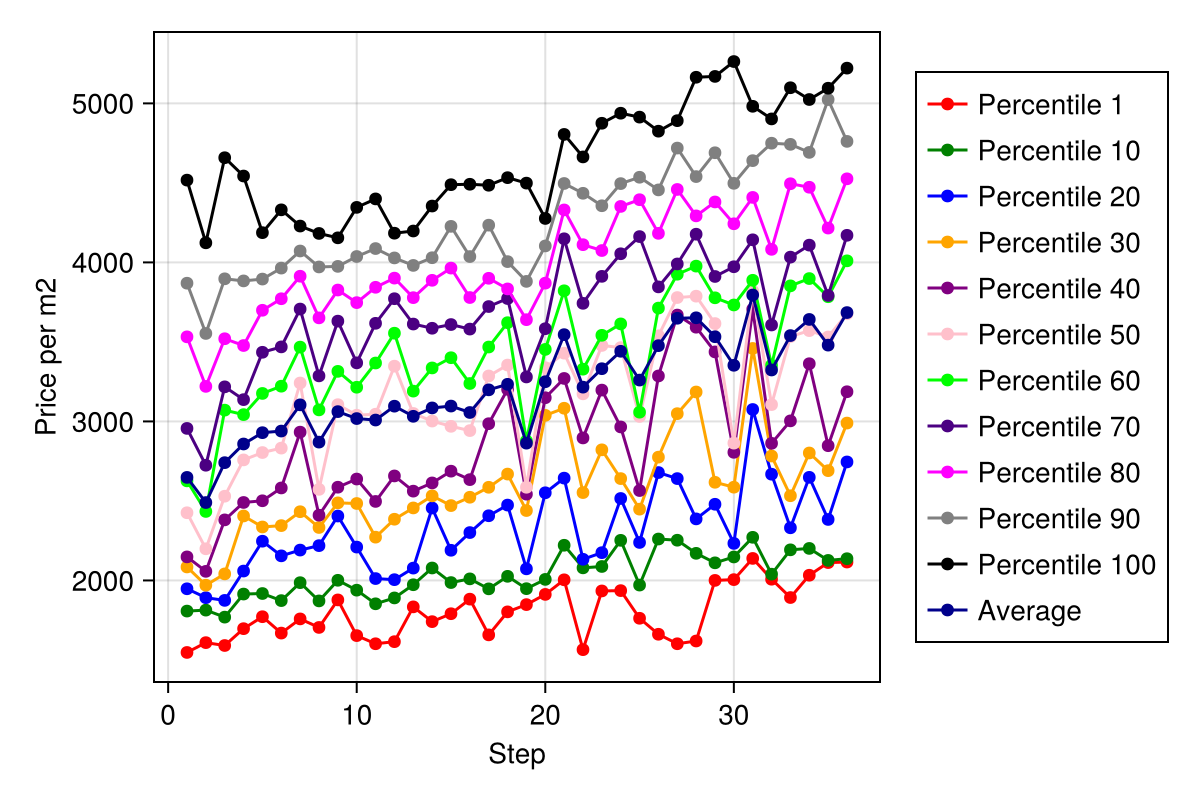 5000
4000
3000
2000
Price per m2
0 10 20 30
Step
Percentile 1
Percentile 10
Percentile 20
Percentile 30
Percentile 40
Percentile 50
Percentile 60
Percentile 70
Percentile 80
Percentile 90
Percentile 100
Average